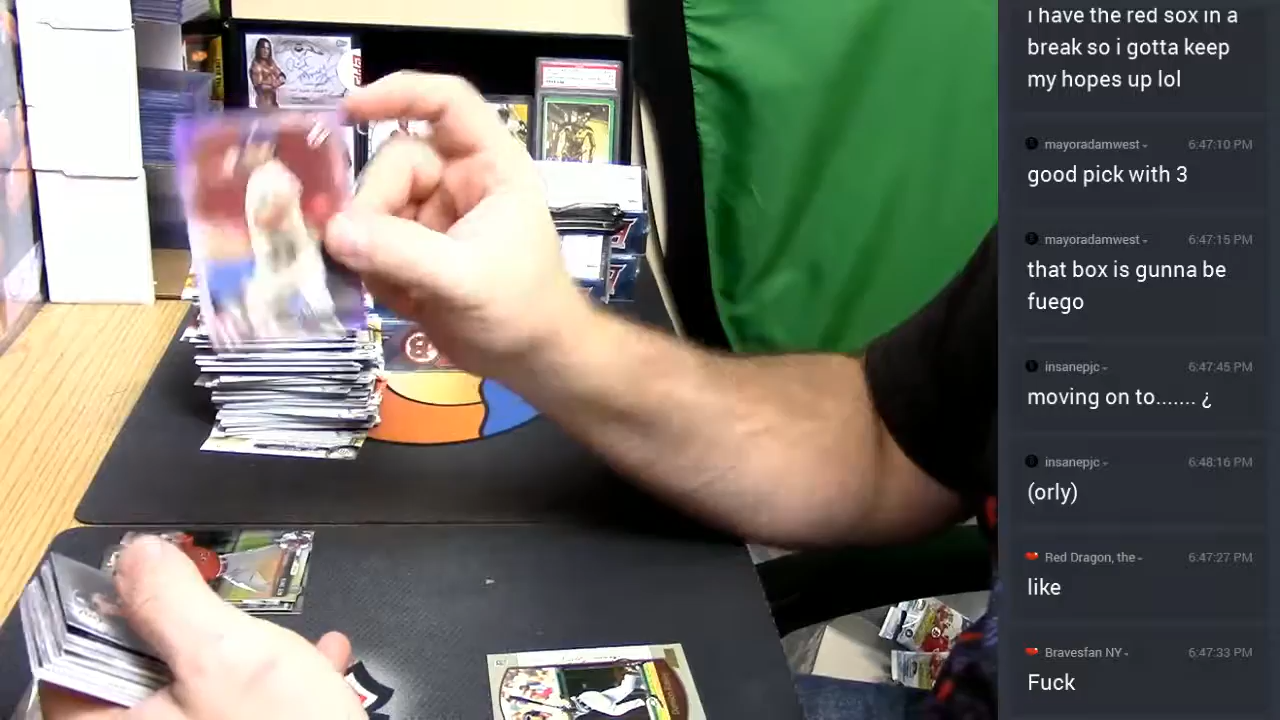 i have the red sox in a
break so i gotta keep
my hopes up lol
mayoradamwest 6:47:10 PM
good pick with 3
mayoradamwest 6:47:15 PM
that box is gunna be
fuego
insanepjc 6:47:45 PM
moving on to....... ¿
insanepjc 6:48:16 PM
(orly)
Red Dragon, the 6:47:27 PM
like
Bravesfan NY 6:47:33 PM
Fuck